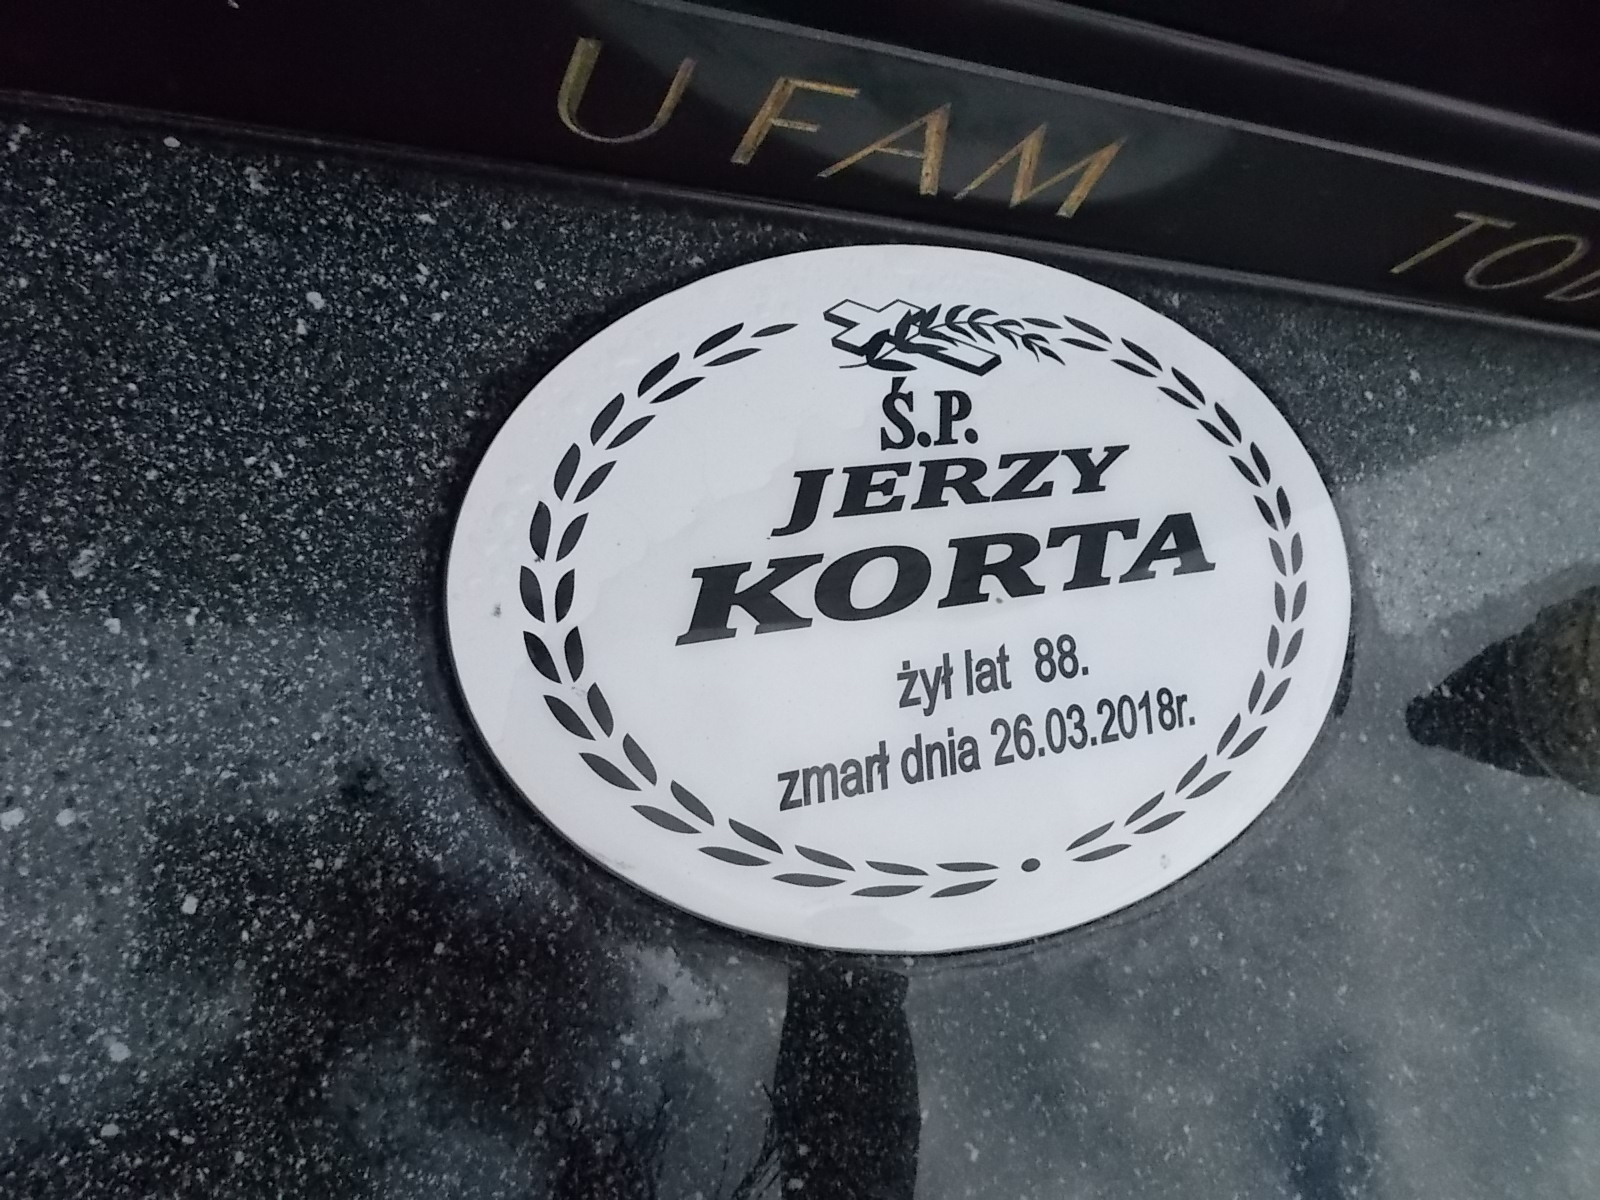 UFAM
Ś.P.
JERZY
KORTA
żył lat 88.
zmarł dnia 26.03.2018r.